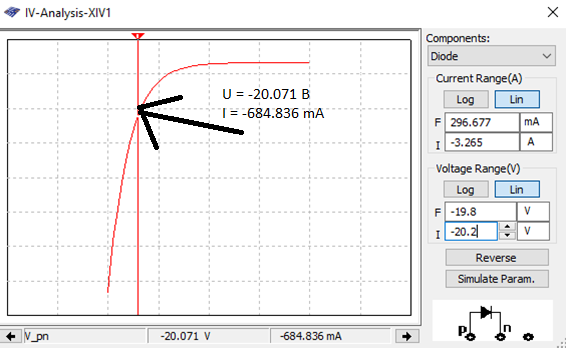 IV-Analysis-XIV1
U = -20.071 В
I = -684.836 mA
Components:
Diode
Current Range(A)
Log Lin
F 296.677 mA
I -3.265 A
Voltage Range(V)
Log Lin
F -19.8 V
I -20.2 V
Reverse
Simulate Param.
p n
V_pn -20.071 V -684.836 mA